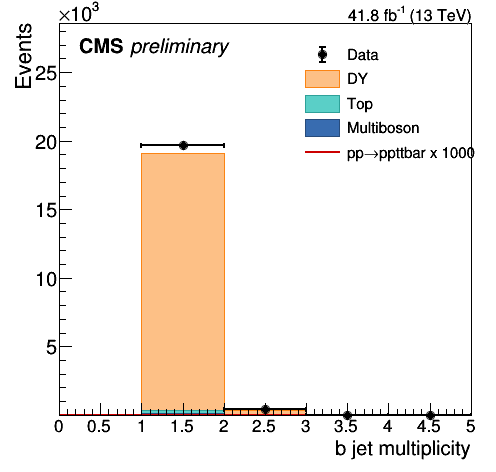 ×10³
41.8 fb⁻¹ (13 TeV)
Events
CMS preliminary
Data
DY
Top
Multiboson
pp→ppttbar x 1000
25
20
15
10
5
0 0.5 1 1.5 2 2.5 3 3.5 4 4.5 5
b jet multiplicity